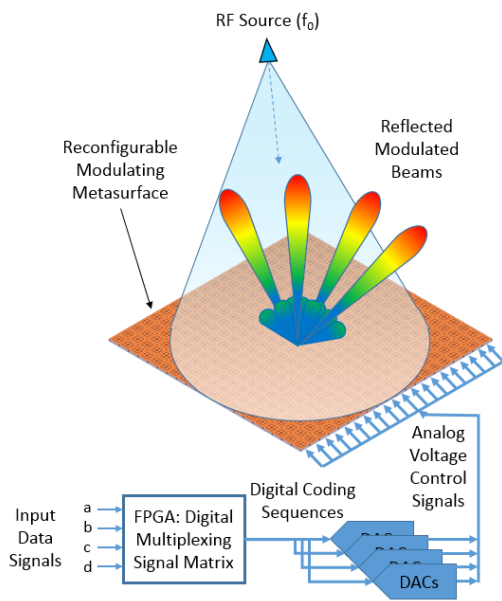 RF Source (f₀)
Reconfigurable
Modulating
Metasurface
Reflected
Modulated
Beams
Analog
Voltage
Control
Signals
Digital Coding
Sequences
Input
Data
Signals
a
b
c
d
FPGA: Digital
Multiplexing
Signal Matrix
DACs